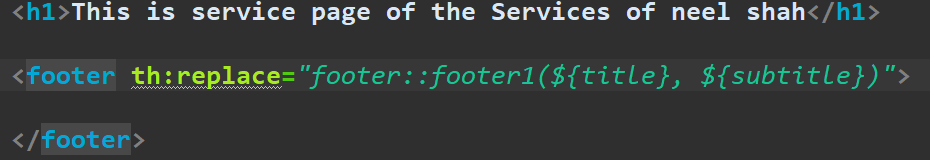 <h1>This is service page of the Services of neel shah</h1>
<footer th:replace="footer::footer1(${title}, ${subtitle})">
</footer>